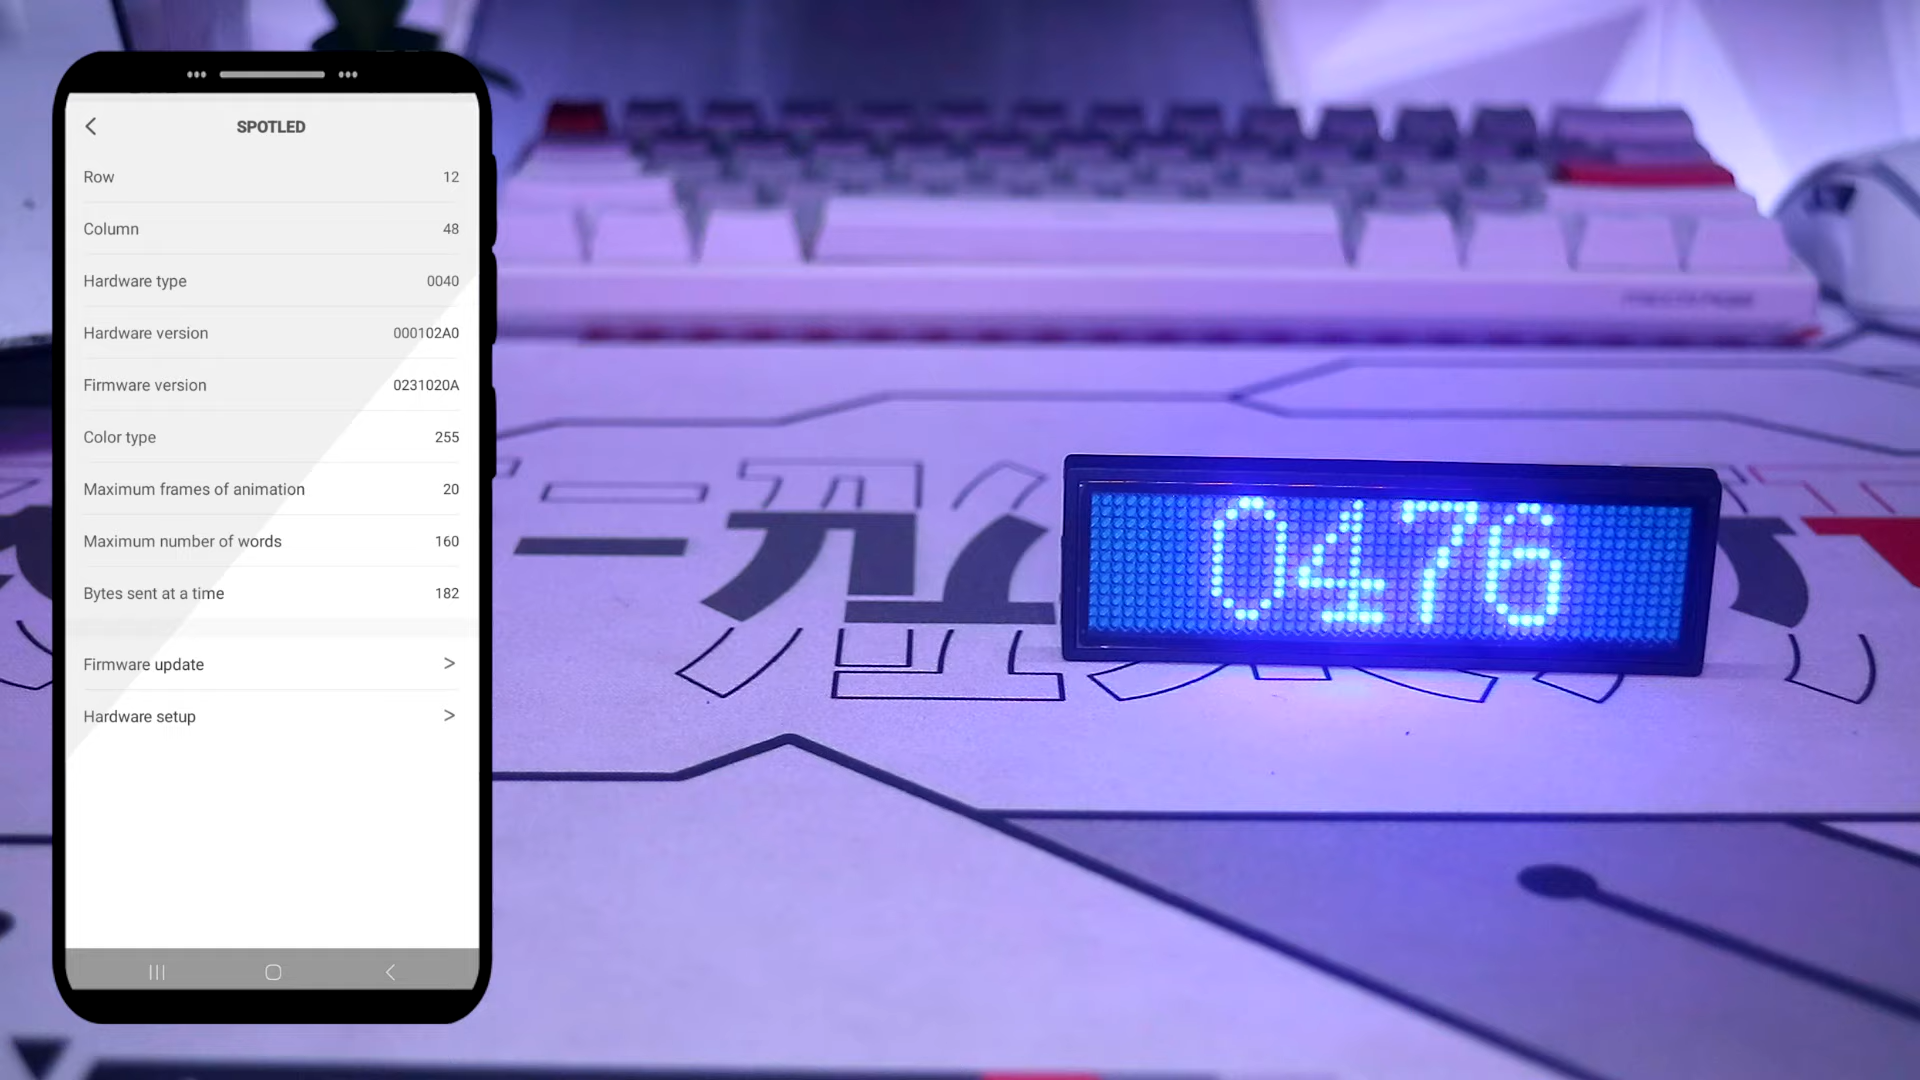 SPOTLED
Row 12
Column 48
Hardware type 0040
Hardware version 000102A0
Firmware version 0231020A
Color type 255
Maximum frames of animation 20
Maximum number of words 160
Bytes sent at a time 182
Firmware update >
Hardware setup >
0476